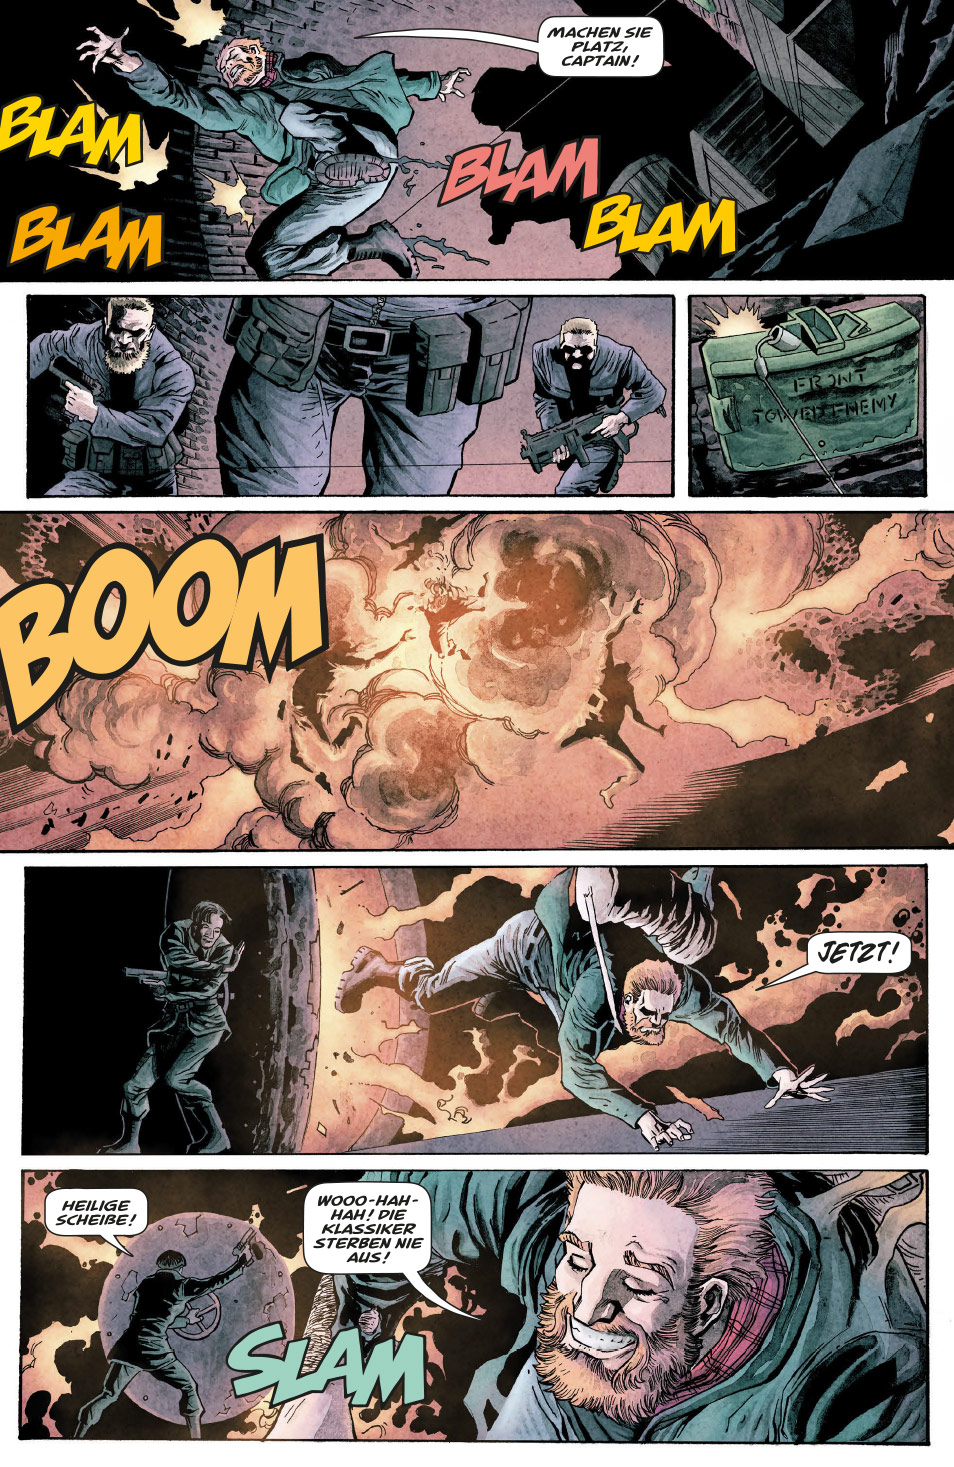 MACHEN SIE
PLATZ,
CAPTAIN!
BLAM
BLAM
BLAM
BLAM
FRONT
TOWARD ENEMY
BOOM
JETZT!
HEILIGE
SCHEIßE!
WOOO-HAH-
HAH! DIE
KLASSIKER
STERBEN NIE
AUS!
SLAM